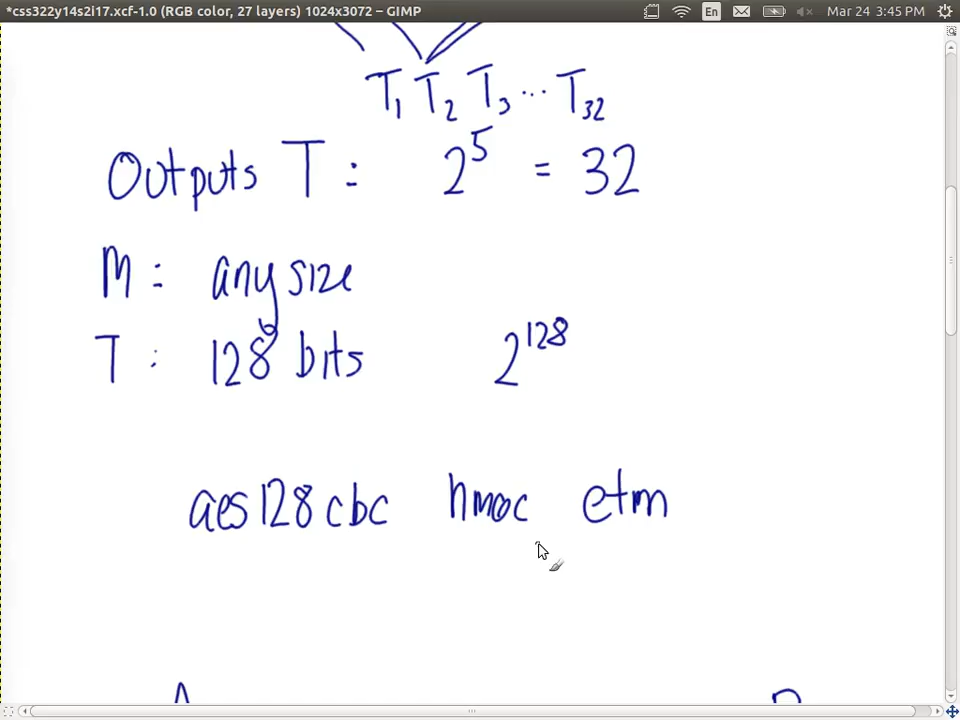 *css322y14s2i17.xcf-1.0 (RGB color, 27 layers) 1024x3072 – GIMP En Mar 24 3:45 PM
T1 T2 T3 ... T32
Outputs T : 2^5 = 32
M : any size
T : 128 bits 2^128
aes128cbc hmac etm